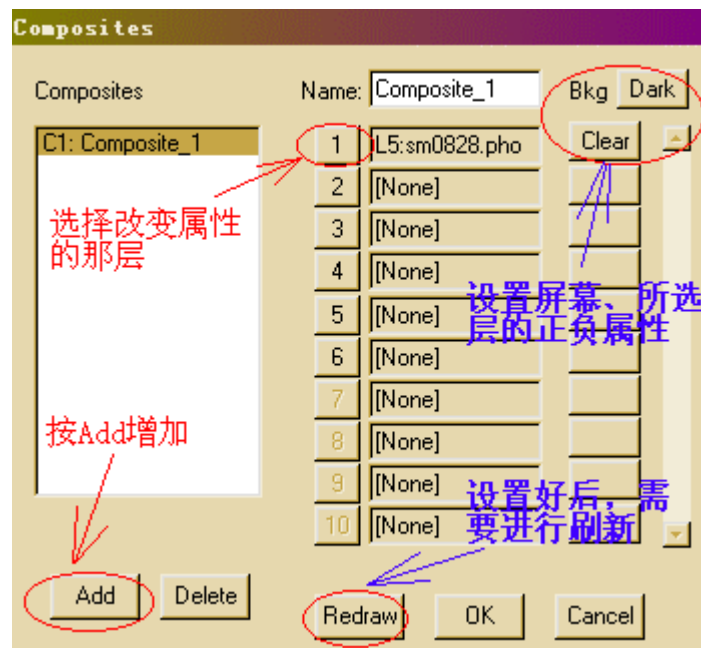 Composites
Composites
Name: Composite_1
Bkg Dark
C1: Composite_1
1 L5:sm0828.pho Clear
2 [None]
3 [None]
4 [None]
5 [None]
6 [None]
7 [None]
8 [None]
9 [None]
10 [None]
选择改变属性
的那层
设置屏幕、所选
层的正负属性
按Add增加
设置好后，需
要进行刷新
Add Delete Redraw OK Cancel